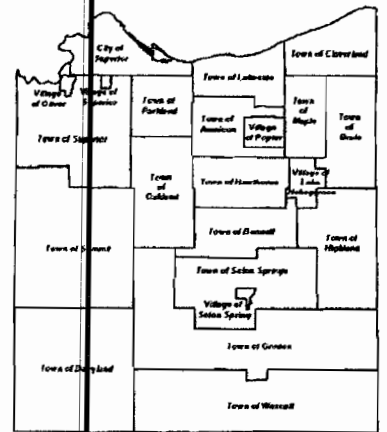 City of
Superior
Town of Cloverland
Town of Lakeside
Village
of Oliver
Village of
Superior
Town of
Parkland
Town of
Amnicon
Village
of Poplar
Town
of
Maple
Town
of
Brule
Town of Superior
Town
of
Oakland
Town of Hawthorne
Village of
Lake
Nebagamon
Town of Summit
Town of Bennett
Town of
Highland
Town of Solon Springs
Village of
Solon Spring
Town of Gordon
Town of Dairyland
Town of Wascott